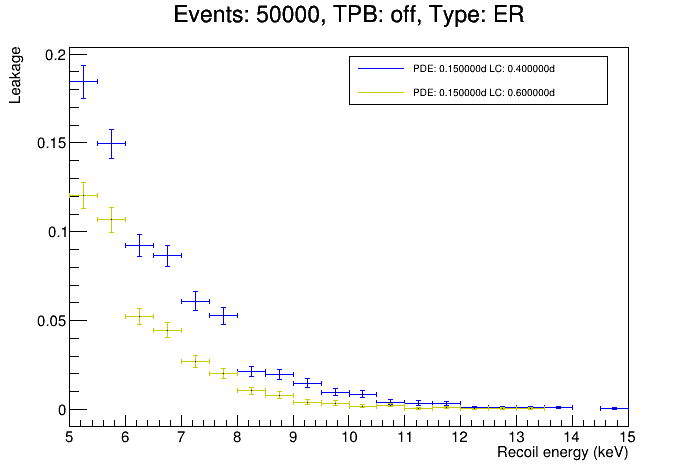 Events: 50000, TPB: off, Type: ER
Leakage
0.2
0.15
0.1
0.05
0
PDE: 0.150000d LC: 0.400000d
PDE: 0.150000d LC: 0.600000d
5 6 7 8 9 10 11 12 13 14 15
Recoil energy (keV)